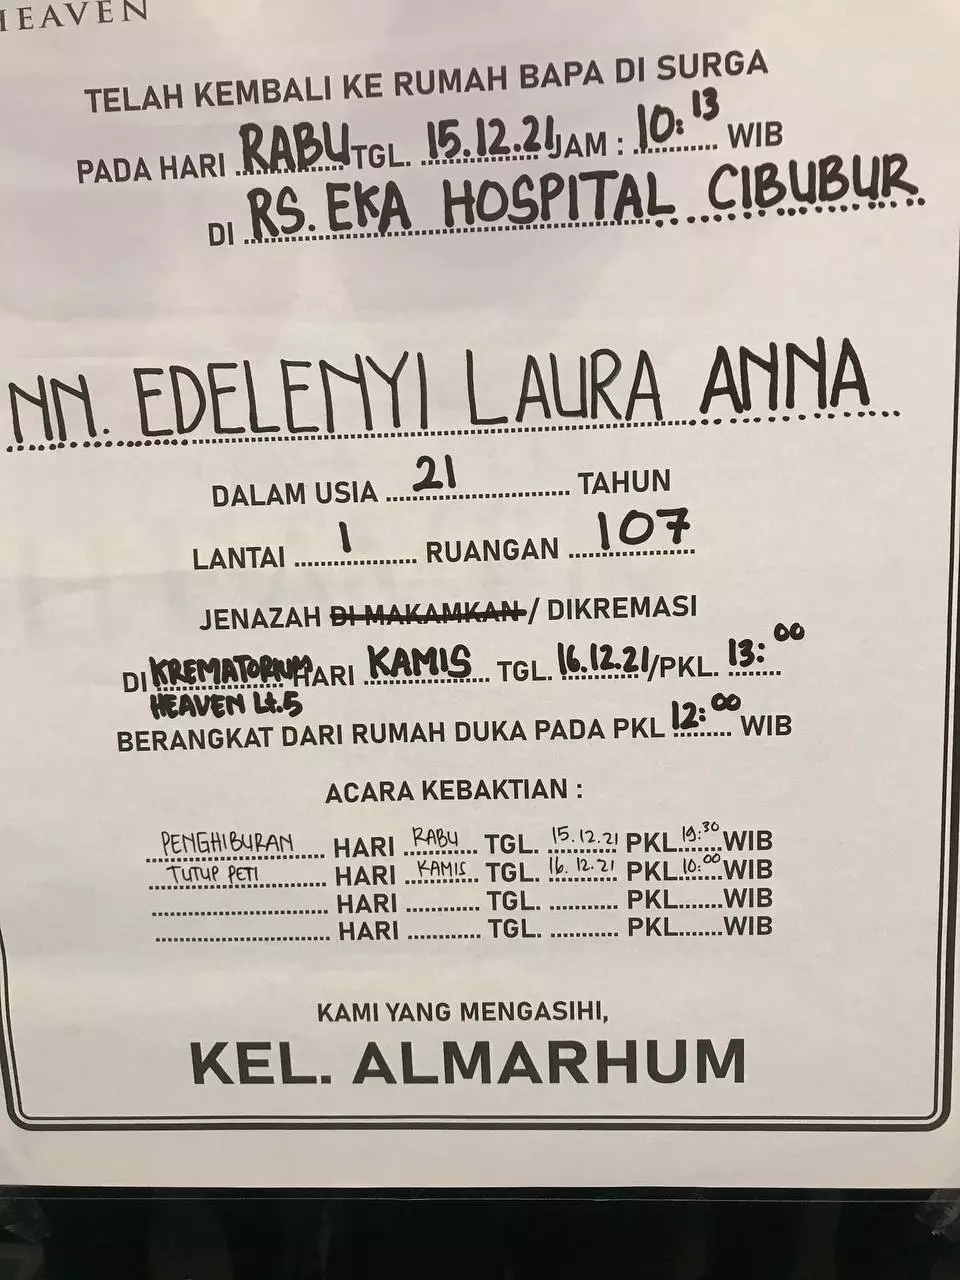 HEAVEN
TELAH KEMBALI KE RUMAH BAPA DI SURGA
PADA HARI RABU TGL. 15.12.21 JAM : 10:13 WIB
DI RS. EKA HOSPITAL CIBUBUR
NN. EDELENYI LAURA ANNA
DALAM USIA 21 TAHUN
LANTAI 1 RUANGAN 107
JENAZAH DI MAKAMKAN / DIKREMASI
DI KREMATORIUM HARI KAMIS TGL. 16.12.21/PKL. 13:00
HEAVEN Lt.5
BERANGKAT DARI RUMAH DUKA PADA PKL 12:00 WIB
ACARA KEBAKTIAN :
PENGHIBURAN HARI RABU TGL. 15.12.21 PKL. 19:30 WIB
TUTUP PETI HARI KAMIS TGL. 16.12.21 PKL. 10:00 WIB
HARI TGL. PKL. WIB
HARI TGL. PKL. WIB
KAMI YANG MENGASIHI,
KEL. ALMARHUM